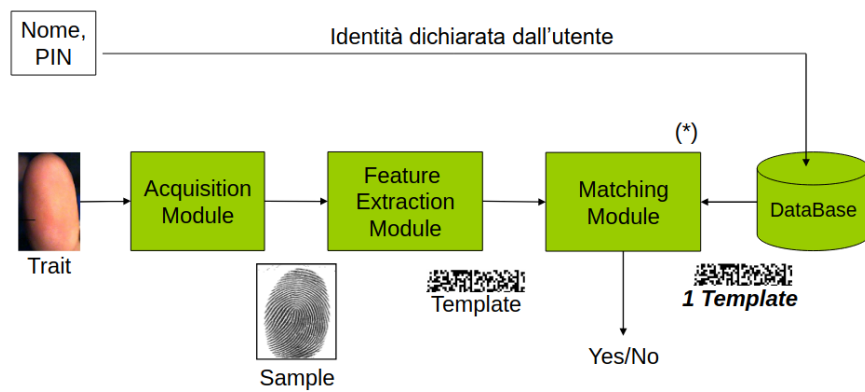 Nome,
PIN
Identità dichiarata dall'utente
(*)
Acquisition
Module
Feature
Extraction
Module
Matching
Module
DataBase
Trait
Sample
Template
1 Template
Yes/No